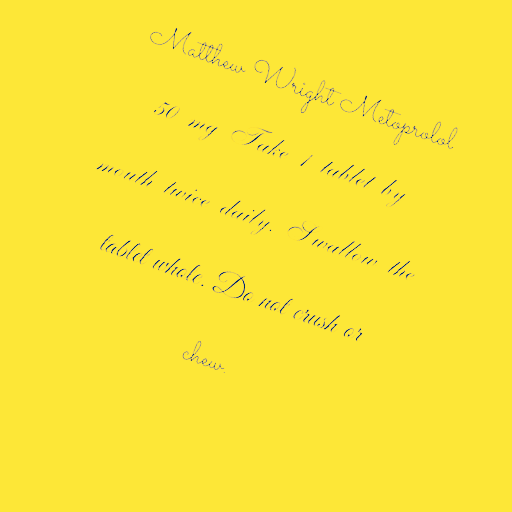 Matthew Wright Metoprolol
50 mg Take 1 tablet by
mouth twice daily. Swallow the
tablet whole. Do not crush or
chew.